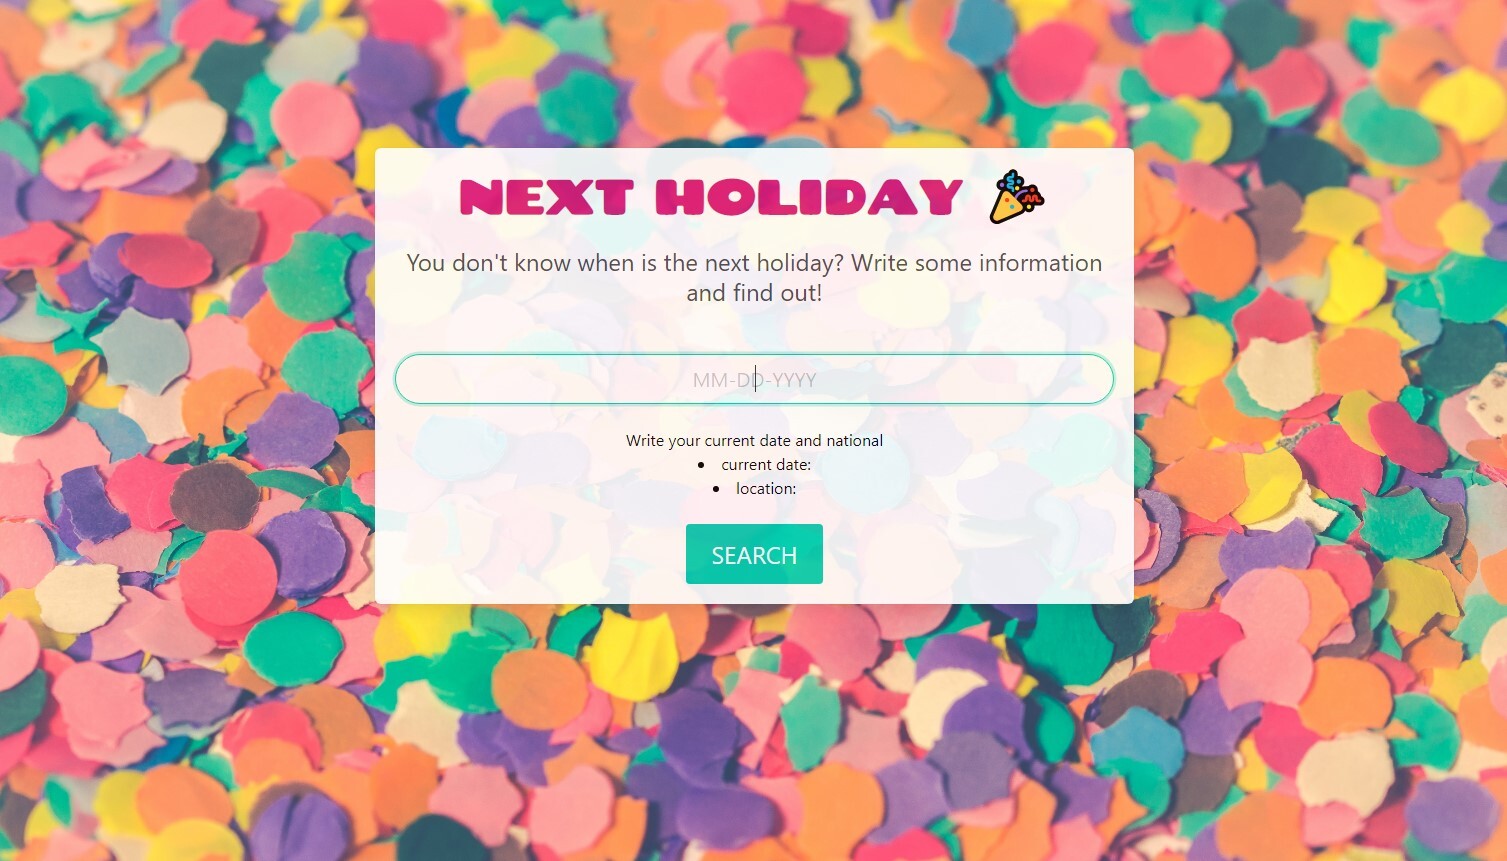 NEXT HOLIDAY
You don't know when is the next holiday? Write some information
and find out!
MM-DD-YYYY
Write your current date and national
• current date:
• location:
SEARCH